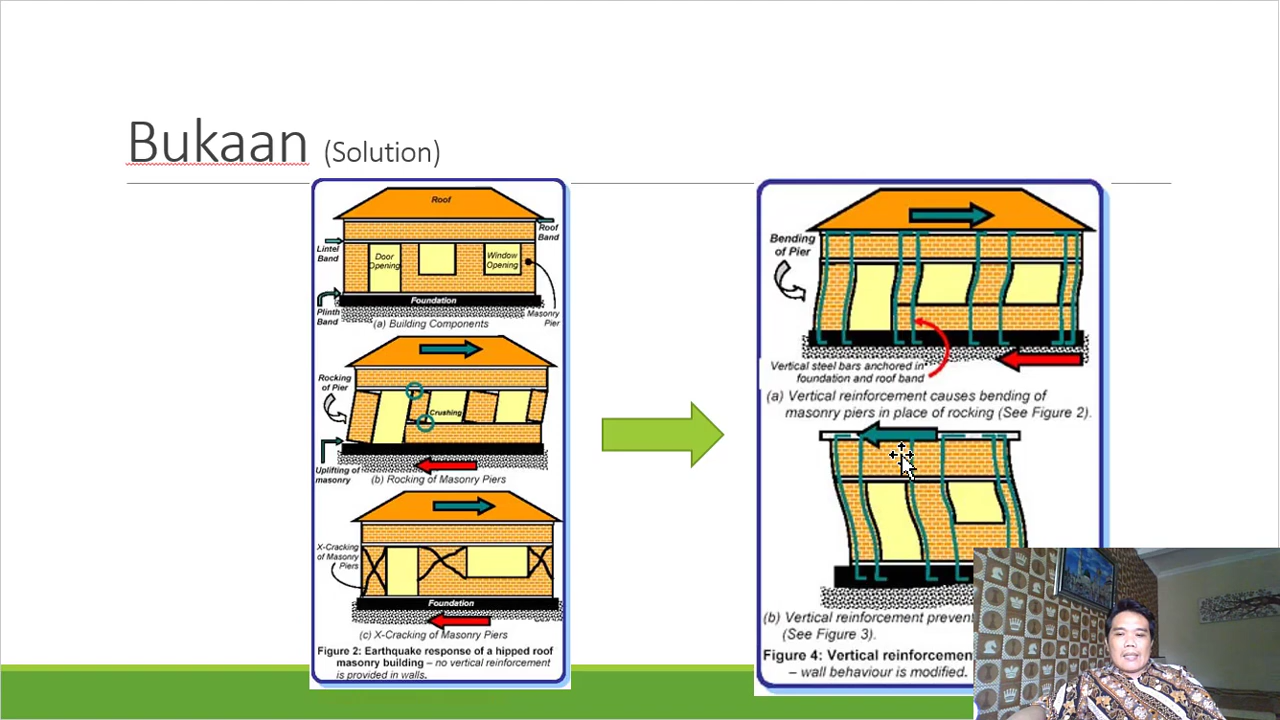 Bukaan (Solution)
Roof
Roof
Band
Lintel
Band
Door
Opening
Window
Opening
Plinth
Band
Foundation
Masonry
Pier
(a) Building Components
Rocking
of Pier
Crushing
Uplifting of
masonry
(b) Rocking of Masonry Piers
X-Cracking
of Masonry
Piers
Foundation
(c) X-Cracking of Masonry Piers
Figure 2: Earthquake response of a hipped roof
masonry building – no vertical reinforcement
is provided in walls.
Bending
of Pier
Vertical steel bars anchored in
foundation and roof band
(a) Vertical reinforcement causes bending of
masonry piers in place of rocking (See Figure 2).
(b) Vertical reinforcement prevent
(See Figure 3).
Figure 4: Vertical reinforcemen
– wall behaviour is modified.